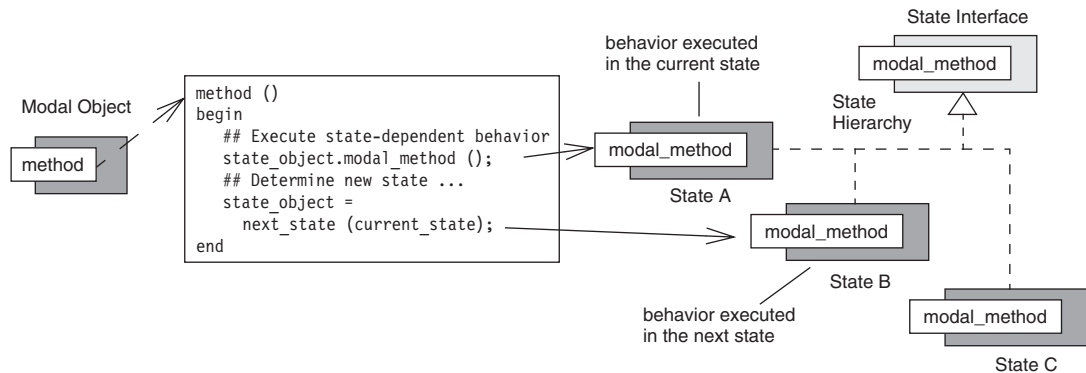 State Interface
modal_method
State
Hierarchy
behavior executed
in the current state
Modal Object
method
method ()
begin
## Execute state-dependent behavior
state_object.modal_method ();
## Determine new state ...
state_object =
next_state (current_state);
end
modal_method
State A
modal_method
State B
behavior executed
in the next state
modal_method
State C